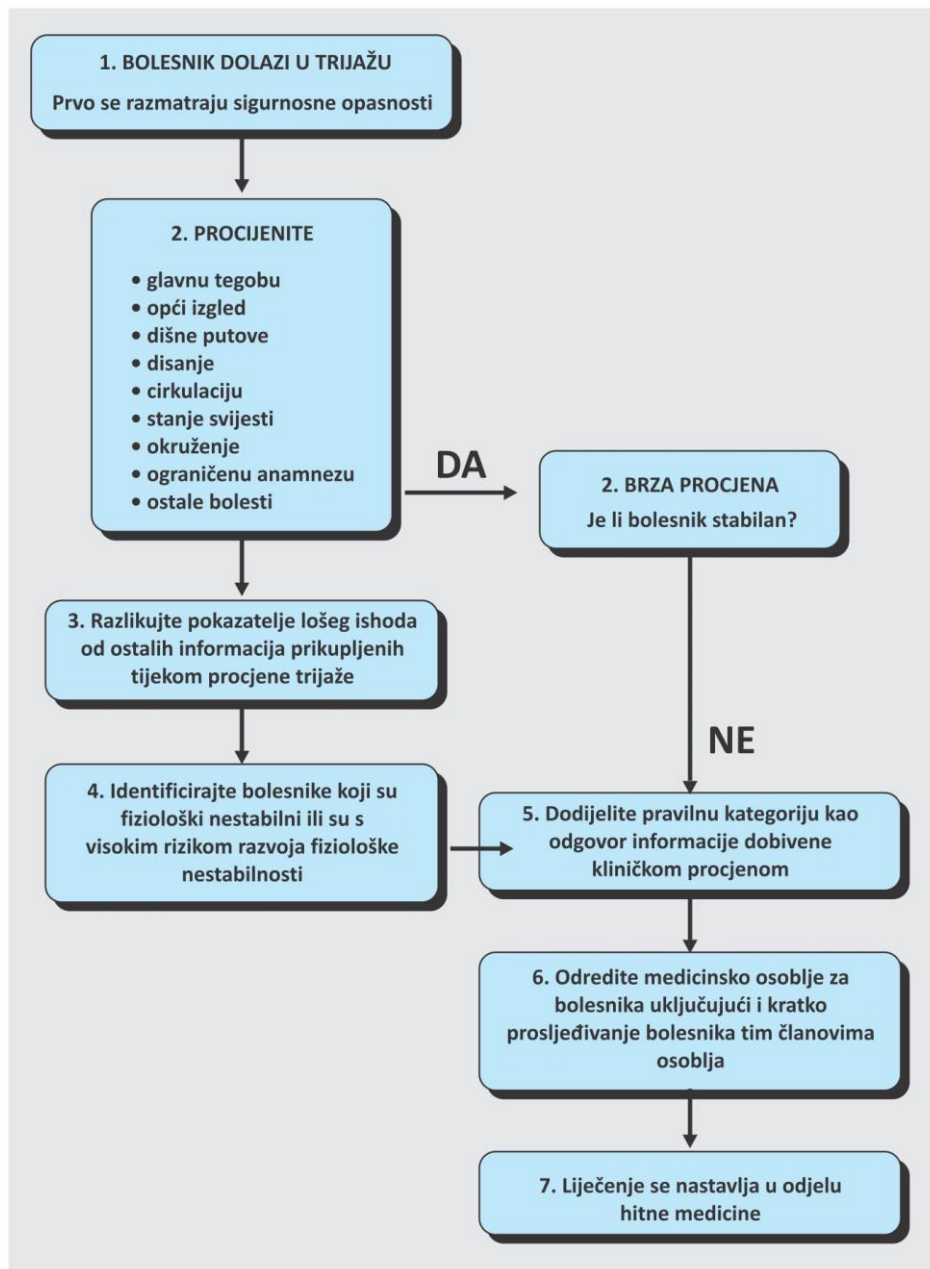 1. BOLESNIK DOLAZI U TRIJAŽU
Prvo se razmatraju sigurnosne opasnosti
2. PROCIJENITE
• glavnu tegobu
• opći izgled
• dišne putove
• disanje
• cirkulaciju
• stanje svijesti
• okruženje
• ograničenu anamnezu
• ostale bolesti
DA
2. BRZA PROCJENA
Je li bolesnik stabilan?
3. Razlikujte pokazatelje lošeg ishoda
od ostalih informacija prikupljenih
tijekom procjene trijaže
NE
4. Identificirajte bolesnike koji su
fiziološki nestabilni ili su s
visokim rizikom razvoja fiziološke
nestabilnosti
5. Dodijelite pravilnu kategoriju kao
odgovor informacije dobivene
kliničkom procjenom
6. Odredite medicinsko osoblje za
bolesnika uključujući i kratko
prosljeđivanje bolesnika tim članovima
osoblja
7. Liječenje se nastavlja u odjelu
hitne medicine